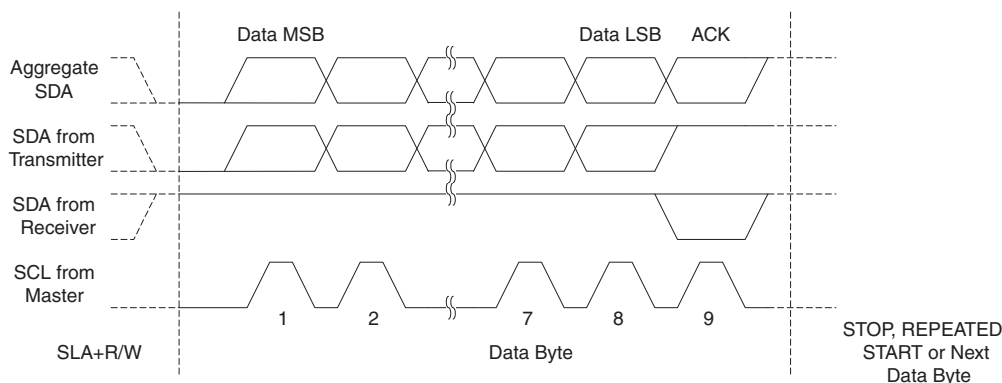 Data MSB Data LSB ACK
Aggregate
SDA
SDA from
Transmitter
SDA from
Receiver
SCL from
Master
1 2 7 8 9
SLA+R/W Data Byte
STOP, REPEATED
START or Next
Data Byte